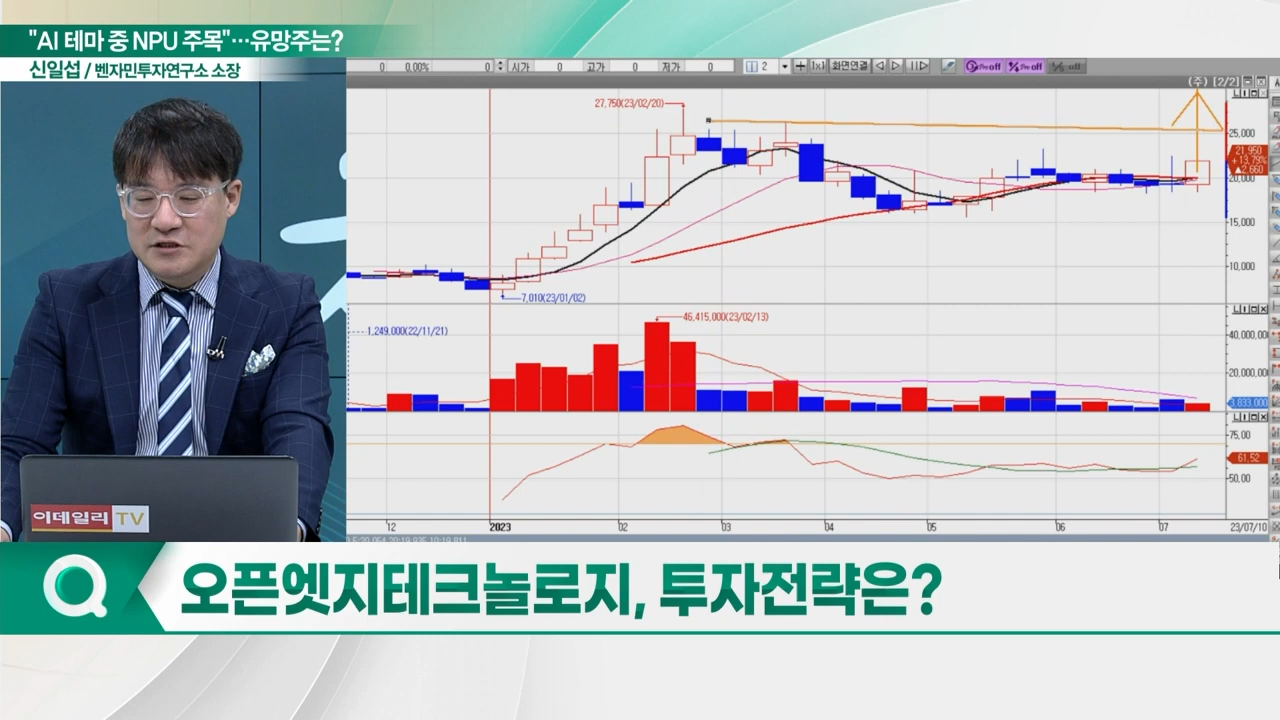 "AI 테마 중 NPU 주목"…유망주는?
신일섭 / 벤자민투자연구소 소장
0 0.00% 0 시가 0 고가 0 저가 0 2 화면연결
(주) [2/2]
27,750(23/02/20)
25,000
21,950
+13.79%
▲2,660
20,000
15,000
10,000
7,010(23/01/02)
1,249,000(22/11/21)
46,415,000(23/02/13)
40,000,00
20,000,00
3,833,000
75.00
61.52
50.00
12 2023 02 03 04 05 06 07 23/07/10
이데일리 TV
오픈엣지테크놀로지, 투자전략은?